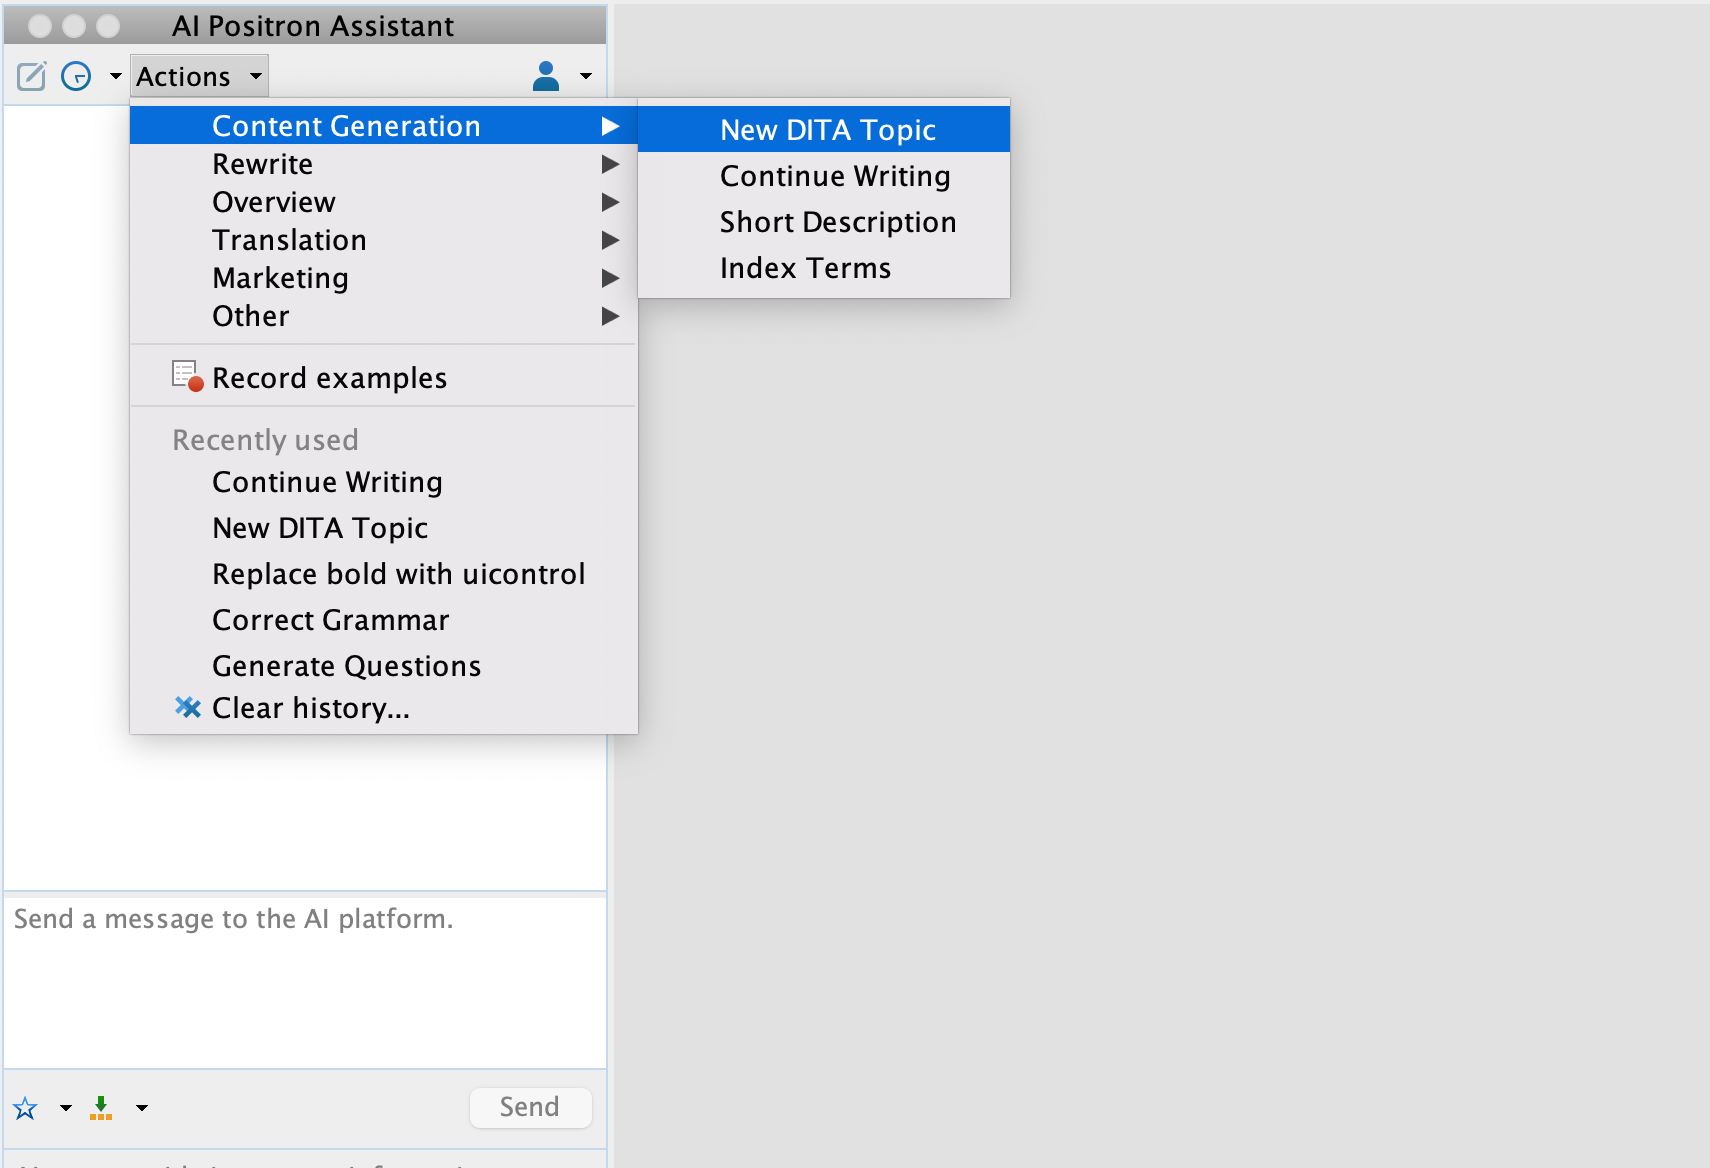 AI Positron Assistant
Actions
Content Generation
Rewrite
Overview
Translation
Marketing
Other
Record examples
Recently used
Continue Writing
New DITA Topic
Replace bold with uicontrol
Correct Grammar
Generate Questions
Clear history...
New DITA Topic
Continue Writing
Short Description
Index Terms
Send a message to the AI platform.
Send